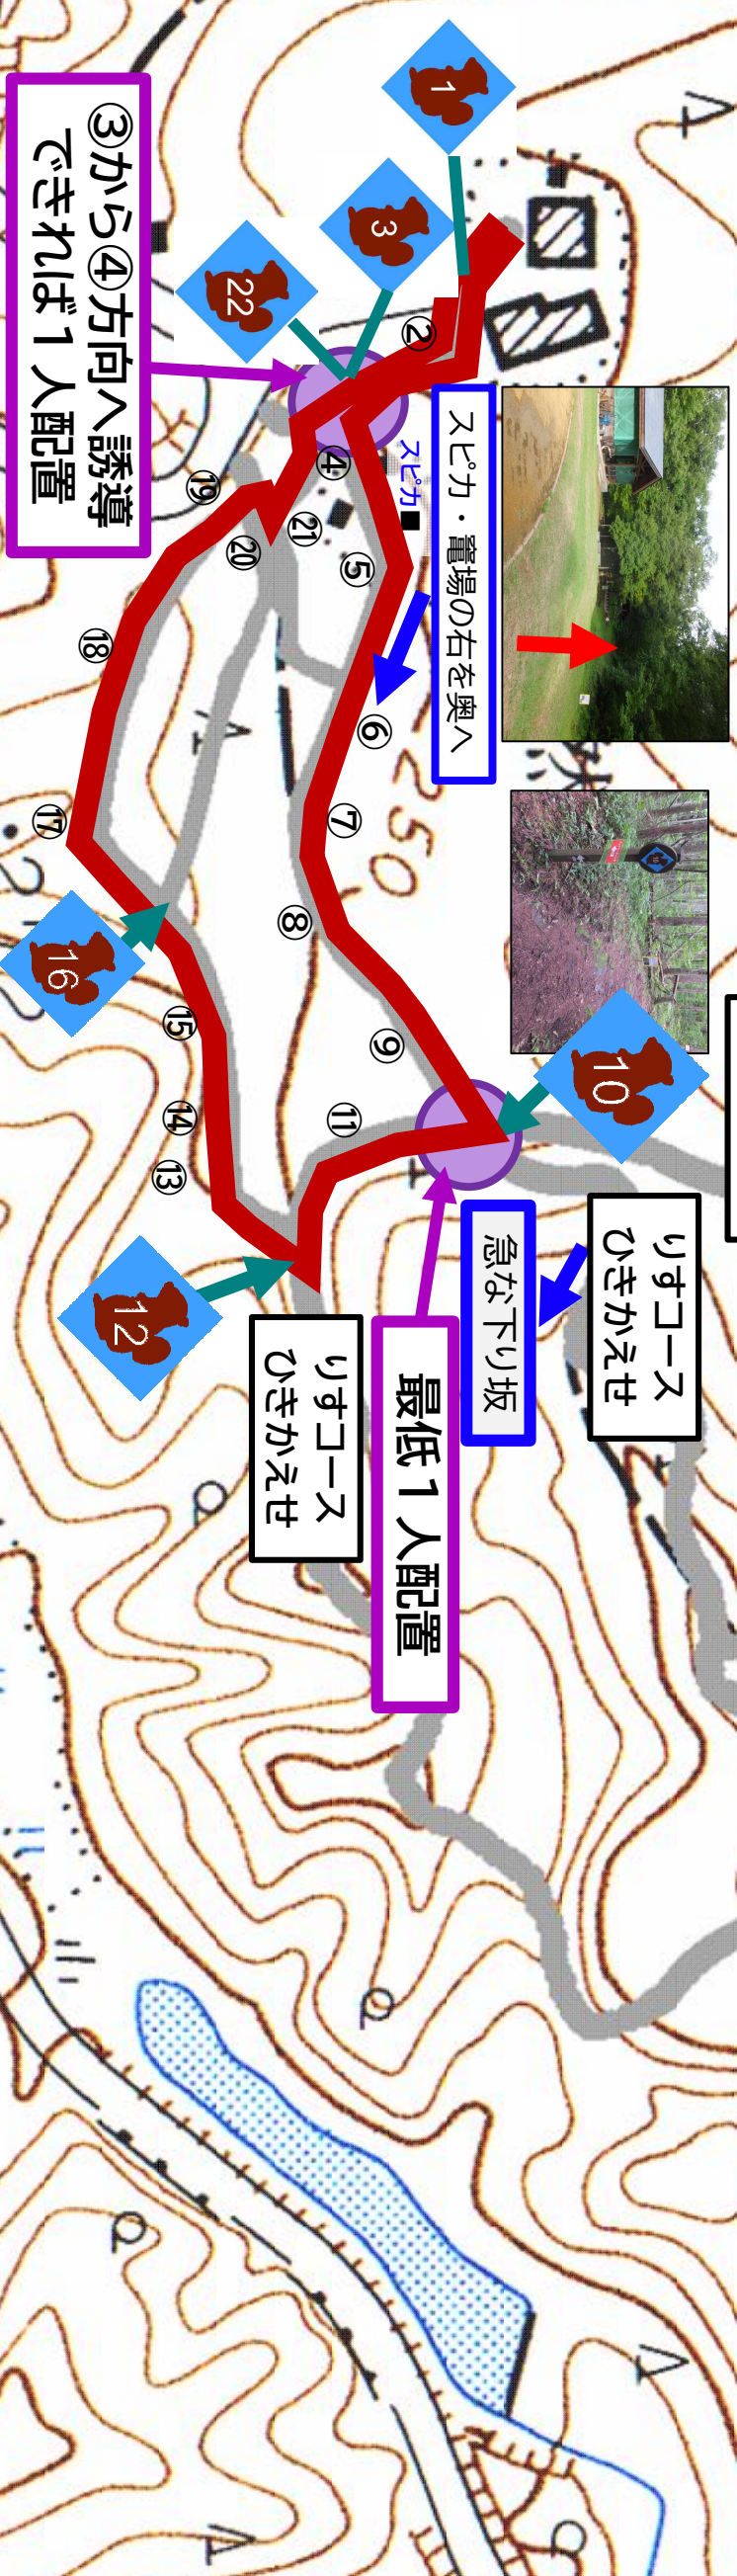 1
3
22
②
③から④方向へ誘導
できれば1人配置
スピカ
スピカ・竈場の右を奥へ
④
⑤
⑥
⑦
250
⑧
⑨
10
⑪
最低1人配置
急な下り坂
りすコース
ひきかえせ
りすコース
ひきかえせ
12
⑬
⑭
⑮
16
⑰
⑱
⑲
⑳
㉑